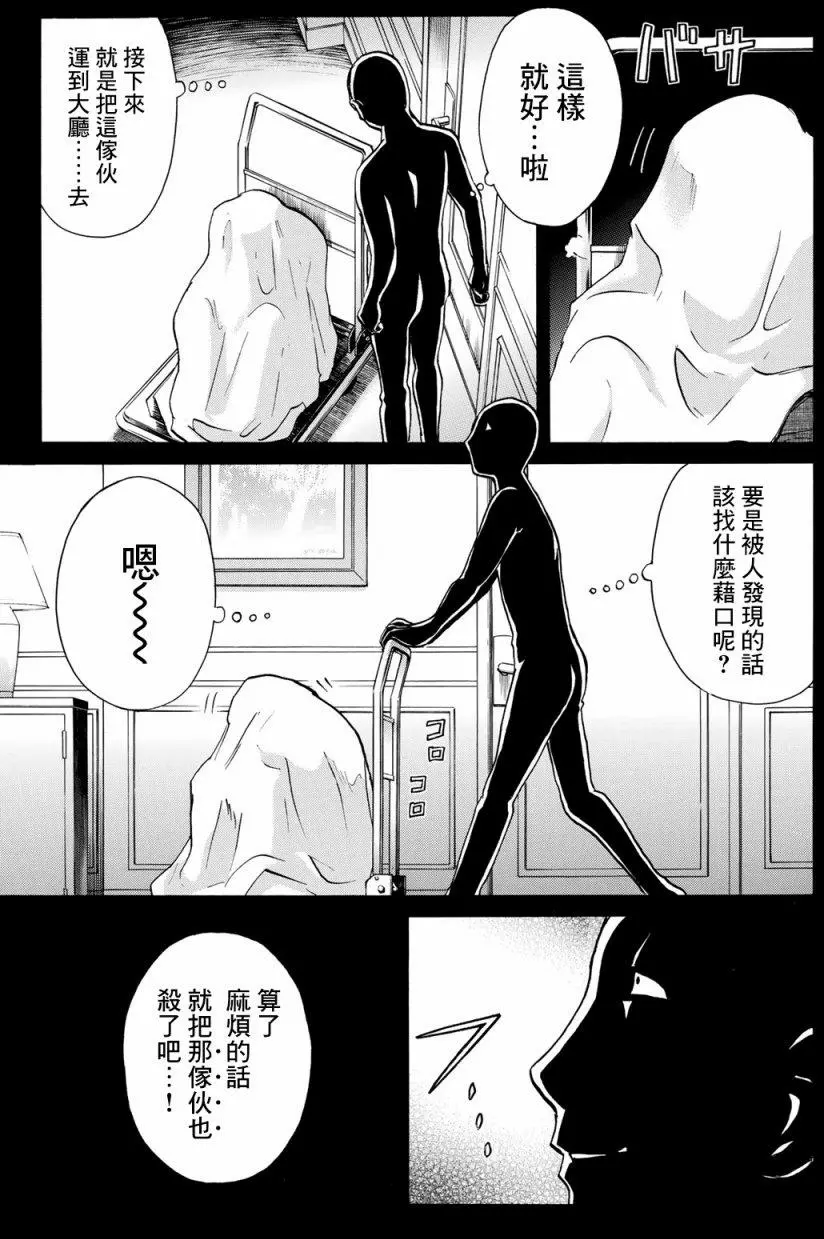 バサッ
這樣
就好…啦
接下來
就是把這傢伙
運到大廳……去
要是被人發現的話
該找什麼藉口呢？
コロ
コロ
嗯～～
算了
麻煩的話
就把那傢伙也
殺了吧…！